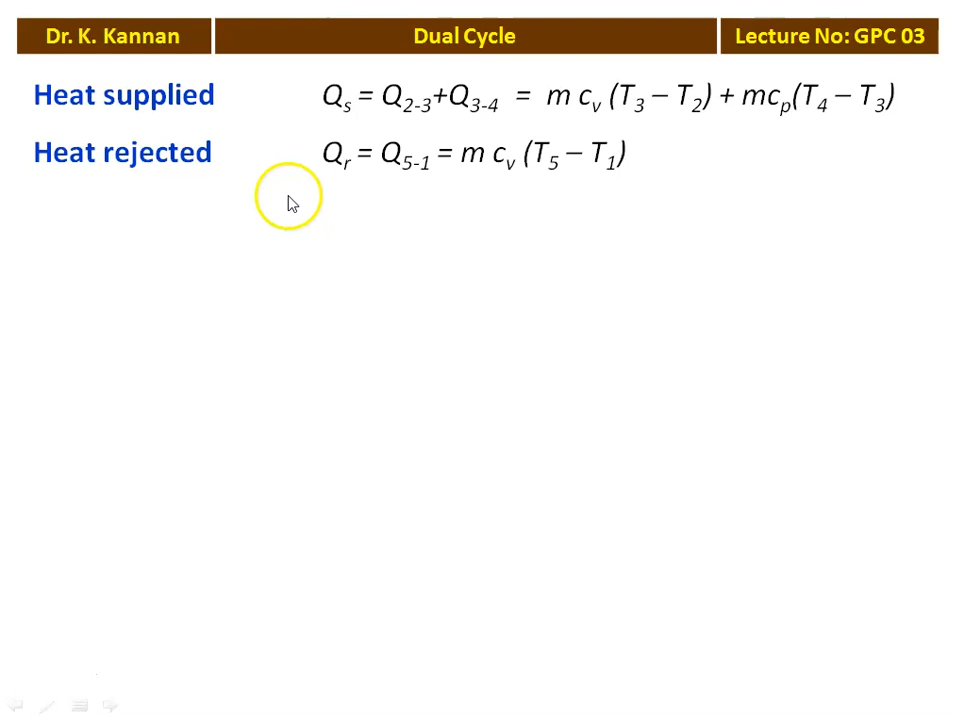 Dr. K. Kannan Dual Cycle Lecture No: GPC 03
Heat supplied Qₛ = Q₂₋₃+Q₃₋₄ = m cᵥ (T₃ – T₂) + mcₚ(T₄ – T₃)
Heat rejected Qᵣ = Q₅₋₁ = m cᵥ (T₅ – T₁)